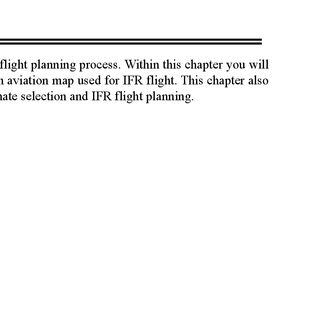 flight planning process. Within this chapter you will
aviation map used for IFR flight. This chapter also
selection and IFR flight planning.